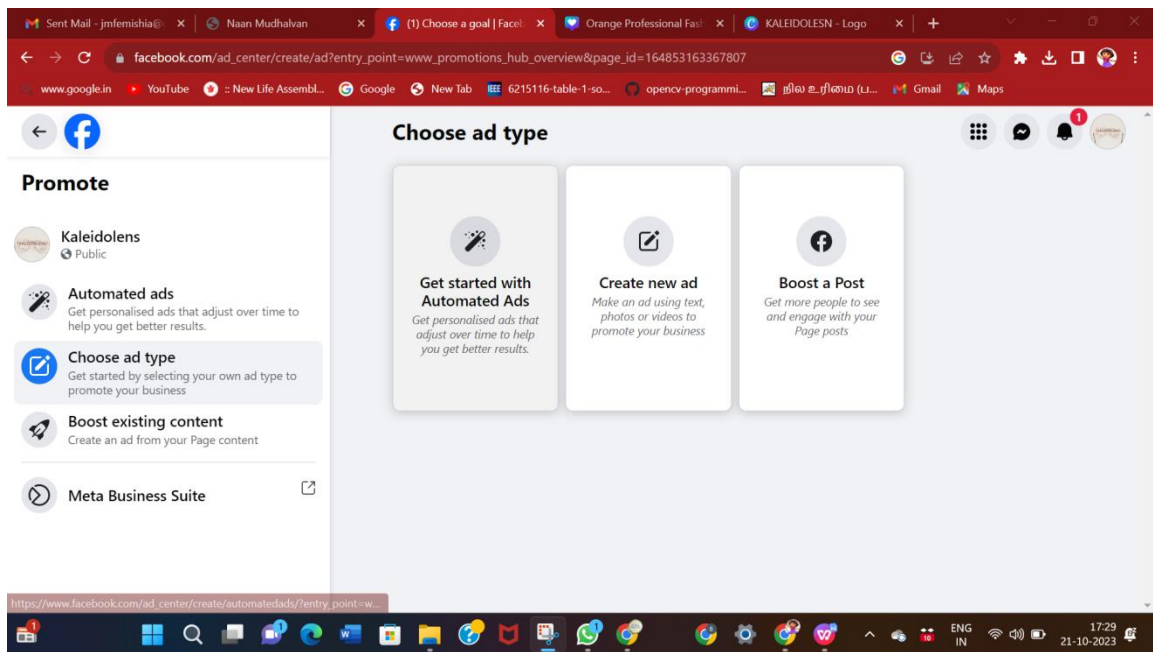 Sent Mail - jmfemishia@
Naan Mudhalvan
(1) Choose a goal | Faceb
Orange Professional Fash
KALEIDOLESN - Logo
facebook.com/ad_center/create/ad?entry_point=www_promotions_hub_overview&page_id=164853163367807
www.google.in
YouTube
:: New Life Assembl...
Google
New Tab
6215116-table-1-so...
opencv-programmi...
நில உரிமை (ப...
Gmail
Maps
Choose ad type
1
Promote
Kaleidolens
Public
Automated ads
Get personalised ads that adjust over time to
help you get better results.
Choose ad type
Get started by selecting your own ad type to
promote your business
Boost existing content
Create an ad from your Page content
Meta Business Suite
Get started with
Automated Ads
Get personalised ads that
adjust over time to help
you get better results.
Create new ad
Make an ad using text,
photos or videos to
promote your business
Boost a Post
Get more people to see
and engage with your
Page posts
https://www.facebook.com/ad_center/create/automatedads/?entry_point=w...
ENG
IN
17:29
21-10-2023